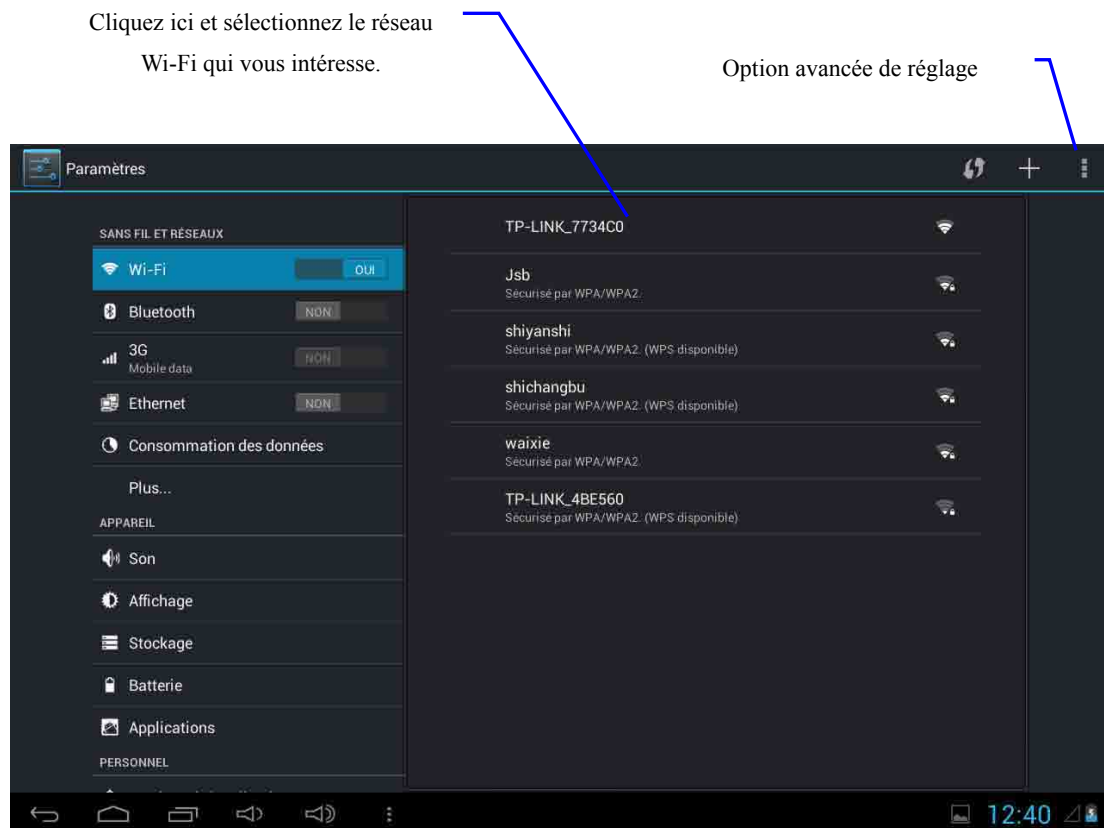 Cliquez ici et sélectionnez le réseau
Wi-Fi qui vous intéresse.
Option avancée de réglage
Paramètres
SANS FIL ET RÉSEAUX
Wi-Fi OUI
Bluetooth NON
3G NON
Mobile data
Ethernet NON
Consommation des données
Plus...
APPAREIL
Son
Affichage
Stockage
Batterie
Applications
PERSONNEL
TP-LINK_7734C0
Jsb
Sécurisé par WPA/WPA2.
shiyanshi
Sécurisé par WPA/WPA2. (WPS disponible)
shichangbu
Sécurisé par WPA/WPA2. (WPS disponible)
waixie
Sécurisé par WPA/WPA2.
TP-LINK_4BE560
Sécurisé par WPA/WPA2. (WPS disponible)
12:40